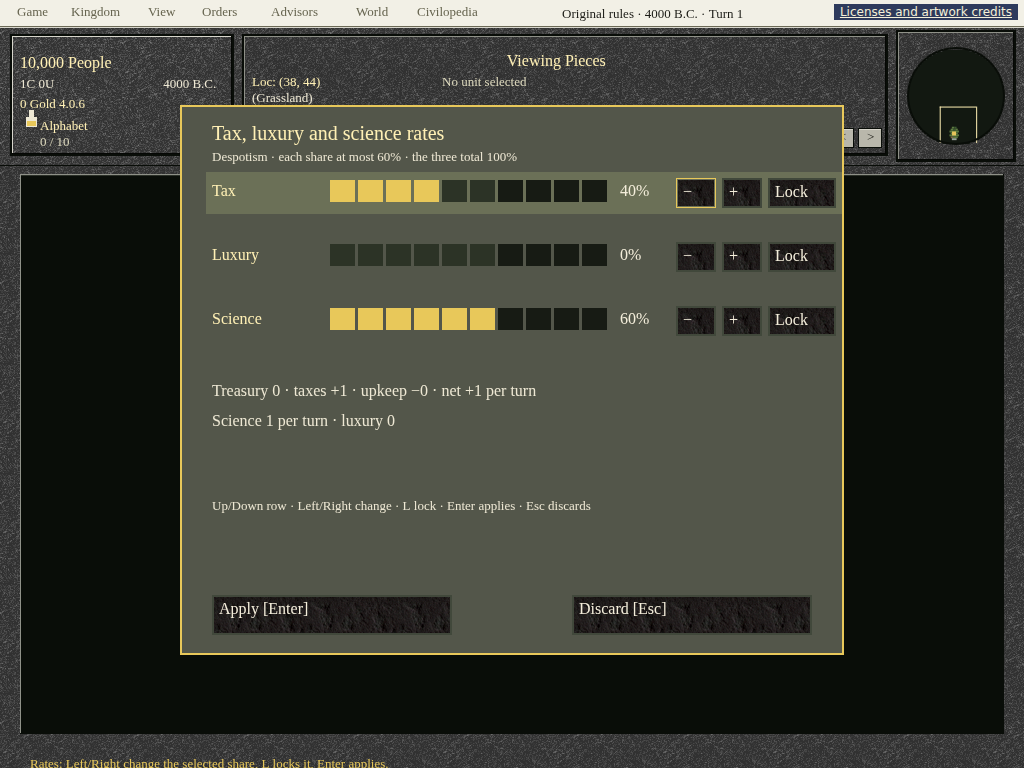 Game Kingdom View Orders Advisors World Civilopedia Original rules · 4000 B.C. · Turn 1 Licenses and artwork credits
10,000 People
1C 0U 4000 B.C.
0 Gold 4.0.6
Alphabet
0 / 10
Viewing Pieces
Loc: (38, 44) No unit selected
(Grassland)
>
Tax, luxury and science rates
Despotism · each share at most 60% · the three total 100%
Tax 40% − + Lock
Luxury 0% − + Lock
Science 60% − + Lock
Treasury 0 · taxes +1 · upkeep −0 · net +1 per turn
Science 1 per turn · luxury 0
Up/Down row · Left/Right change · L lock · Enter applies · Esc discards
Apply [Enter] Discard [Esc]
Rates: Left/Right change the selected share, L locks it, Enter applies.